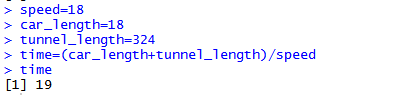 > speed=18
> car_length=18
> tunnel_length=324
> time=(car_length+tunnel_length)/speed
> time
[1] 19